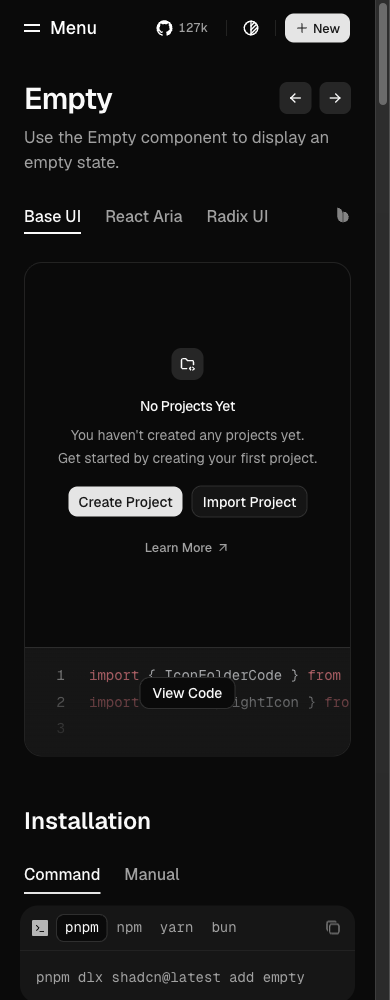 Menu
127k
New
Empty
Use the Empty component to display an
empty state.
Base UI
React Aria
Radix UI
No Projects Yet
You haven't created any projects yet.
Get started by creating your first project.
Create Project
Import Project
Learn More
1 import { IconFolderCode } from
View Code
2 import ightIcon } fro
3
Installation
Command
Manual
pnpm
npm
yarn
bun
pnpm dlx shadcn@latest add empty